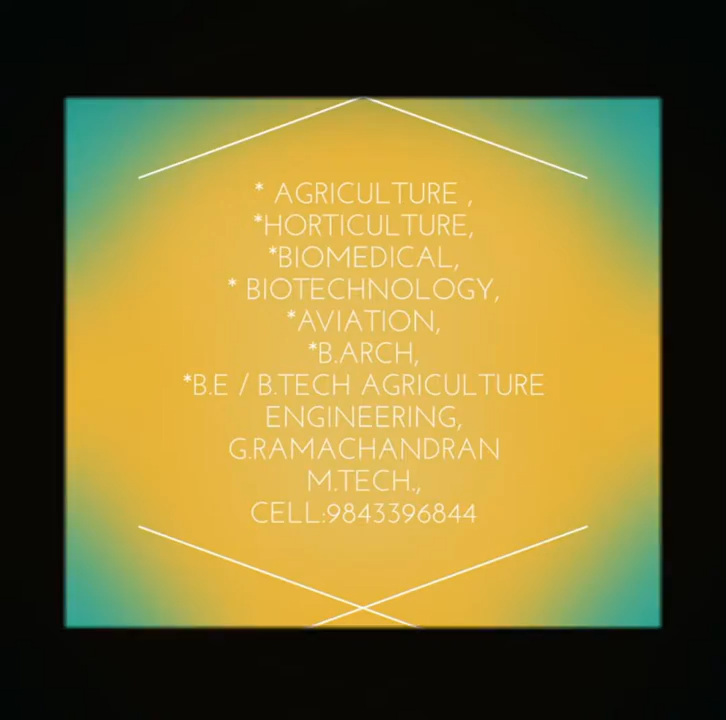 * AGRICULTURE ,
*HORTICULTURE,
*BIOMEDICAL,
* BIOTECHNOLOGY,
*AVIATION,
*B.ARCH,
*B.E / B.TECH AGRICULTURE
ENGINEERING,
G.RAMACHANDRAN
M.TECH.,
CELL:9843396844